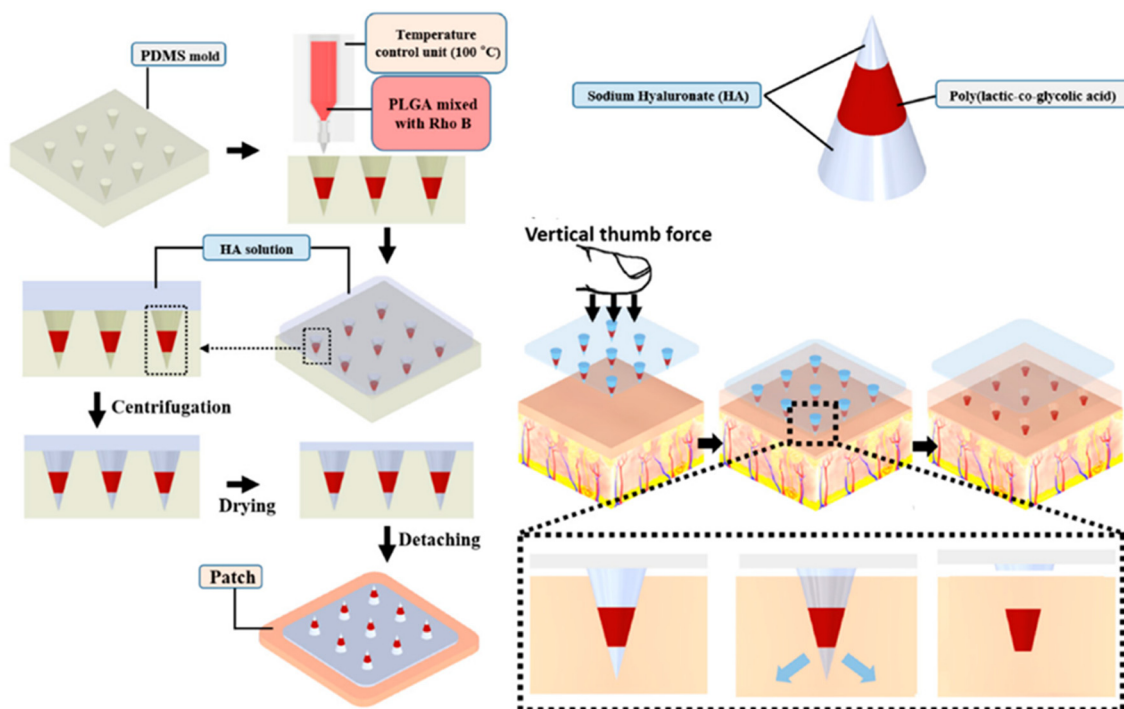 PDMS mold
Temperature
control unit (100 °C)
PLGA mixed
with Rho B
Sodium Hyaluronate (HA)
Poly(lactic-co-glycolic acid)
HA solution
Vertical thumb force
Centrifugation
Drying
Detaching
Patch